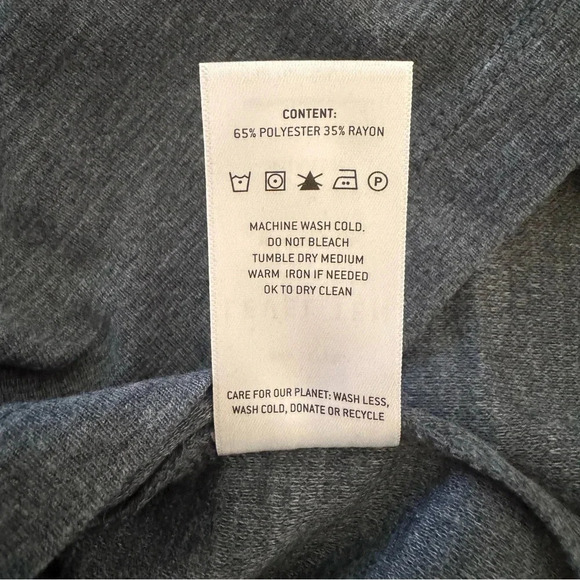 CONTENT:
65% POLYESTER 35% RAYON
P
MACHINE WASH COLD.
DO NOT BLEACH
TUMBLE DRY MEDIUM
WARM IRON IF NEEDED
OK TO DRY CLEAN
CARE FOR OUR PLANET: WASH LESS,
WASH COLD, DONATE OR RECYCLE